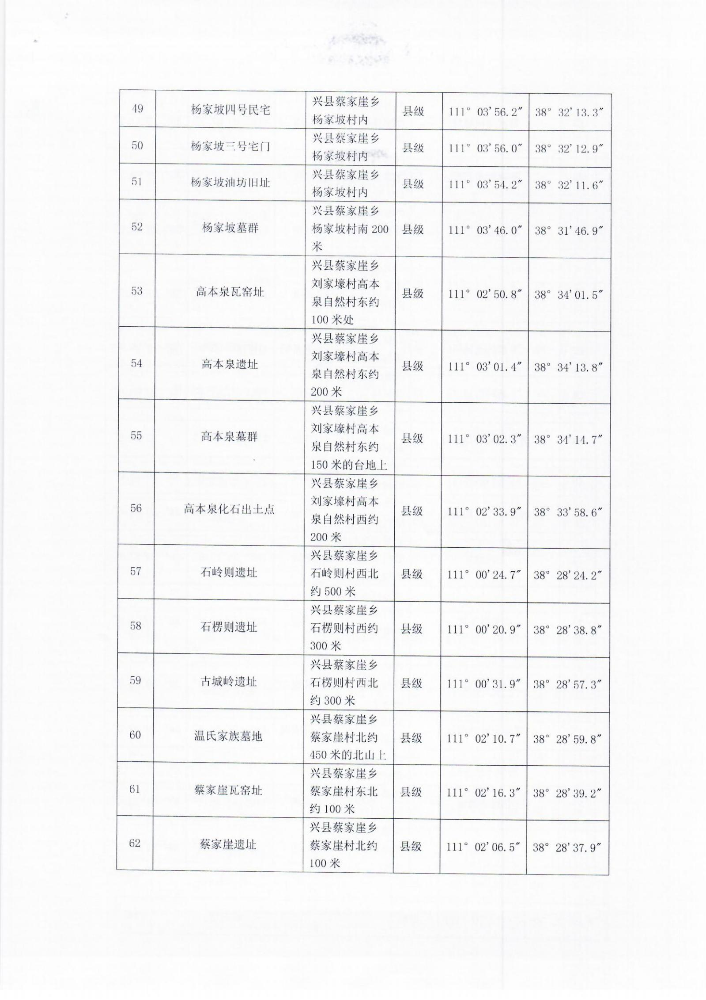 49 杨家坡四号民宅 兴县蔡家崖乡 县级 111° 03'56.2″ 38° 32'13.3″
杨家坡村内
50 杨家坡三号宅门 兴县蔡家崖乡 县级 111° 03'56.0″ 38° 32'12.9″
杨家坡村内
51 杨家坡油坊旧址 兴县蔡家崖乡 县级 111° 03'54.2″ 38° 32'11.6″
杨家坡村内
兴县蔡家崖乡
52 杨家坡墓群 杨家坡村南 200 县级 111° 03'46.0″ 38° 31'46.9″
米
兴县蔡家崖乡
刘家壕村高本
53 高本泉瓦窑址 泉自然村东约 县级 111° 02'50.8″ 38° 34'01.5″
100 米处
兴县蔡家崖乡
刘家壕村高本
54 高本泉遗址 泉自然村东约 县级 111° 03'01.4″ 38° 34'13.8″
200 米
兴县蔡家崖乡
刘家壕村高本
55 高本泉墓群 泉自然村东约 县级 111° 03'02.3″ 38° 34'14.7″
150 米的台地上
兴县蔡家崖乡
刘家壕村高本
56 高本泉化石出土点 泉自然村西约 县级 111° 02'33.9″ 38° 33'58.6″
200 米
兴县蔡家崖乡
57 石岭则遗址 石岭则村西北 县级 111° 00'24.7″ 38° 28'24.2″
约 500 米
兴县蔡家崖乡
58 石楞则遗址 石楞则村西约 县级 111° 00'20.9″ 38° 28'38.8″
300 米
兴县蔡家崖乡
59 古城岭遗址 石楞则村西北 县级 111° 00'31.9″ 38° 28'57.3″
约 300 米
兴县蔡家崖乡
60 温氏家族墓地 蔡家崖村北约 县级 111° 02'10.7″ 38° 28'59.8″
450 米的北山上
兴县蔡家崖乡
61 蔡家崖瓦窑址 蔡家崖村东北 县级 111° 02'16.3″ 38° 28'39.2″
约 100 米
兴县蔡家崖乡
62 蔡家崖遗址 蔡家崖村北约 县级 111° 02'06.5″ 38° 28'37.9″
100 米